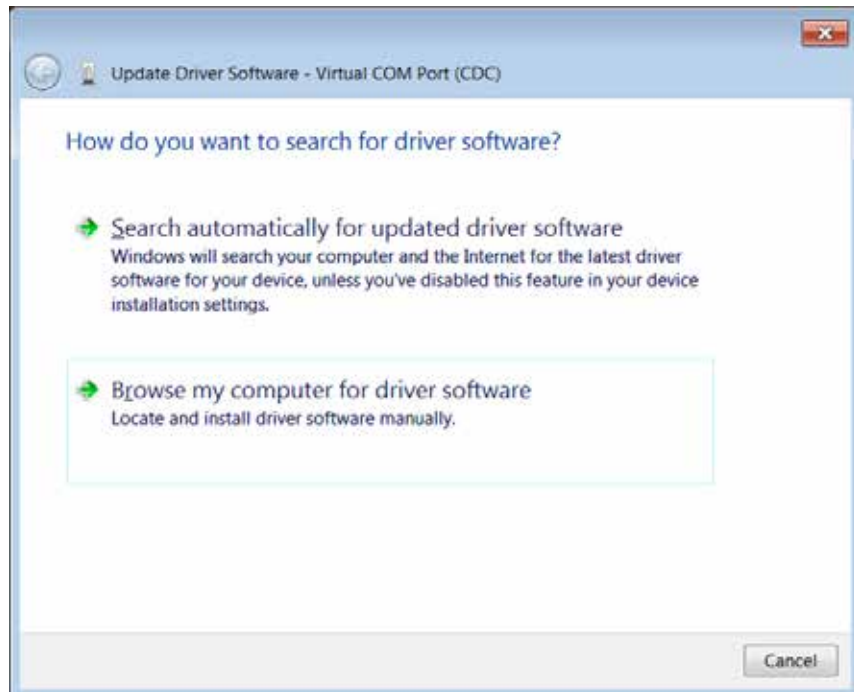 Update Driver Software - Virtual COM Port (CDC)
How do you want to search for driver software?
Search automatically for updated driver software
Windows will search your computer and the Internet for the latest driver
software for your device, unless you've disabled this feature in your device
installation settings.
Browse my computer for driver software
Locate and install driver software manually.
Cancel